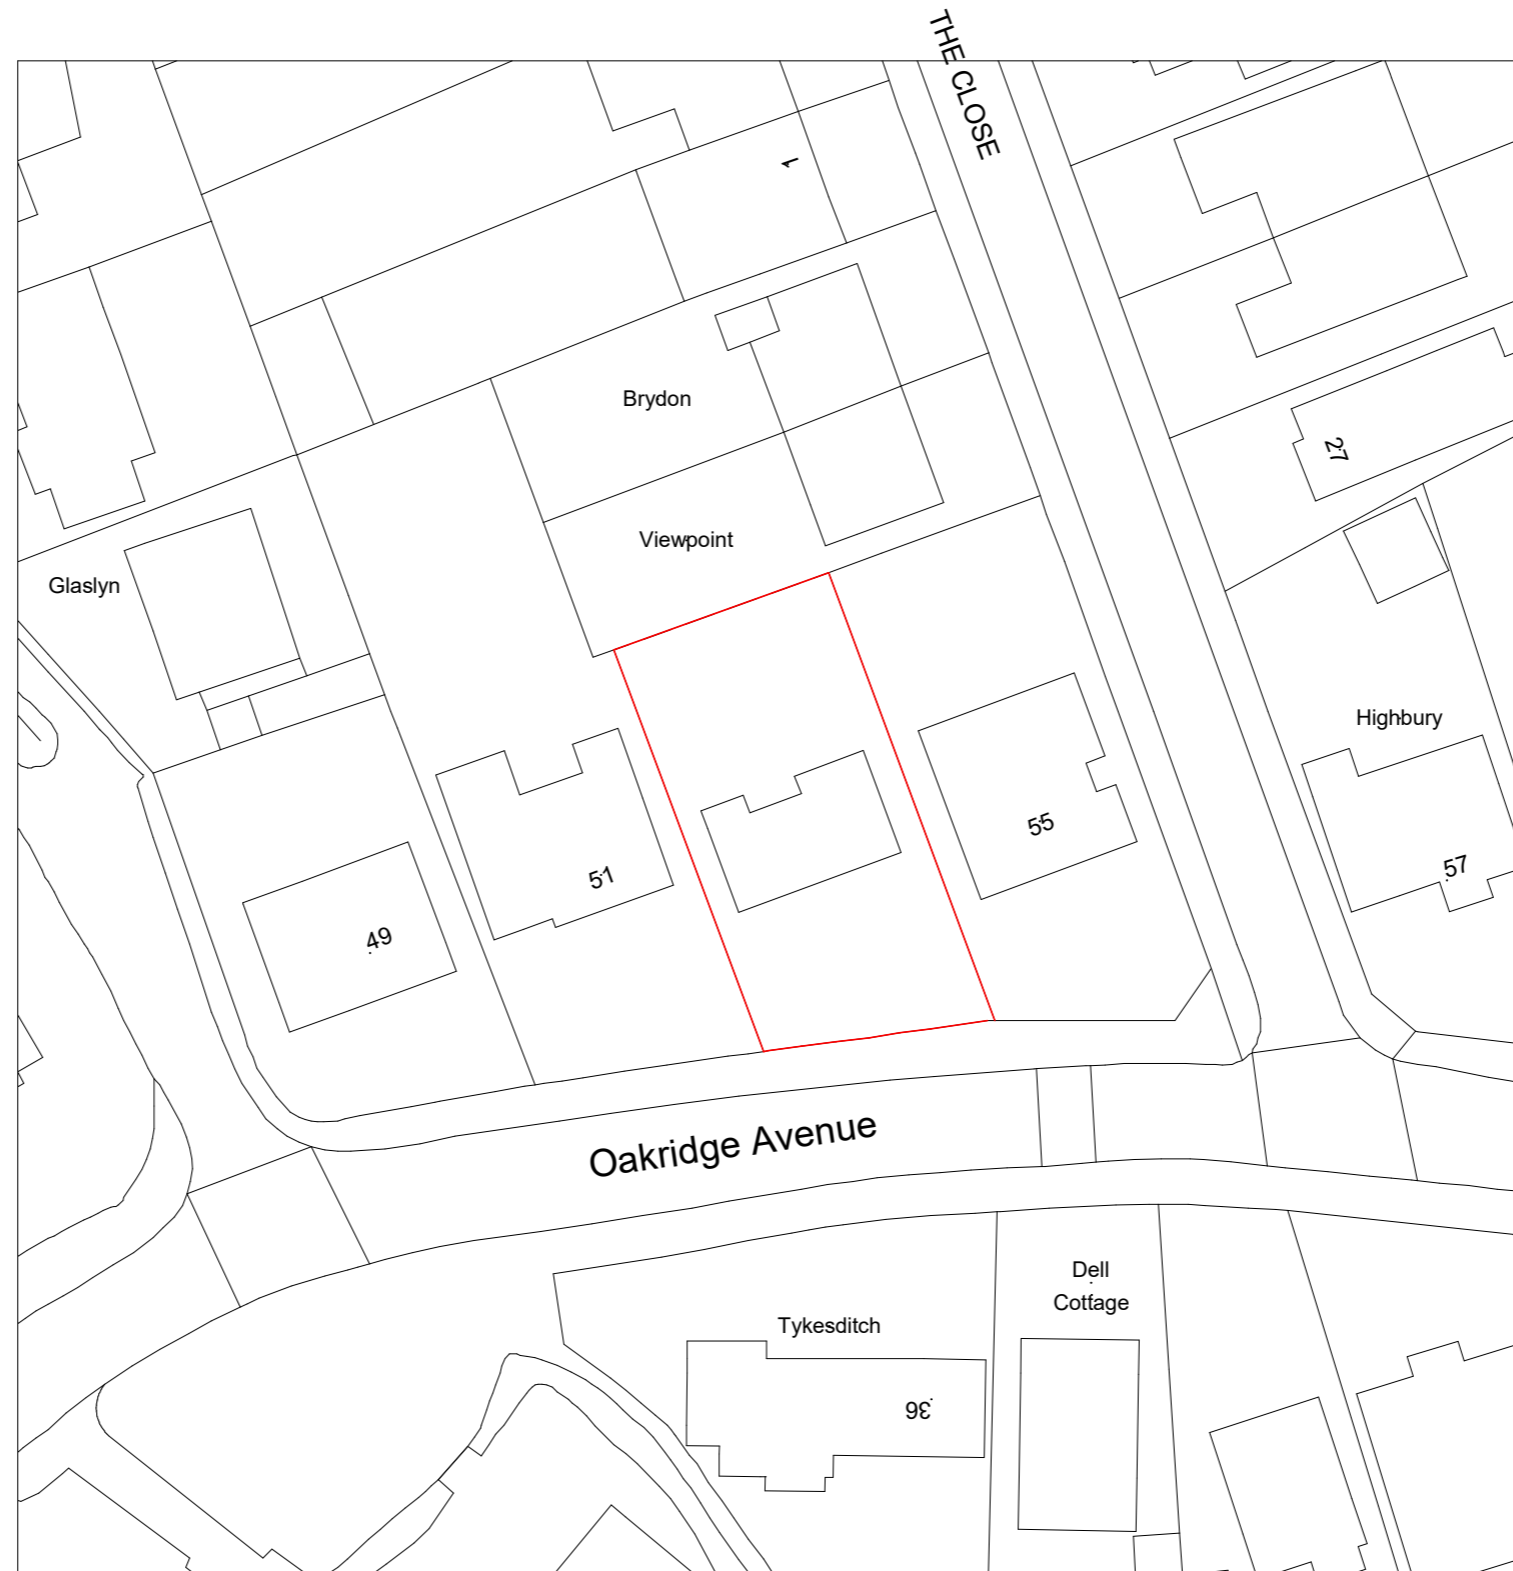 THE CLOSE
1
Brydon
27
Viewpoint
Glaslyn
Highbury
55
57
51
49
Oakridge Avenue
Dell
Cottage
Tykesditch
36